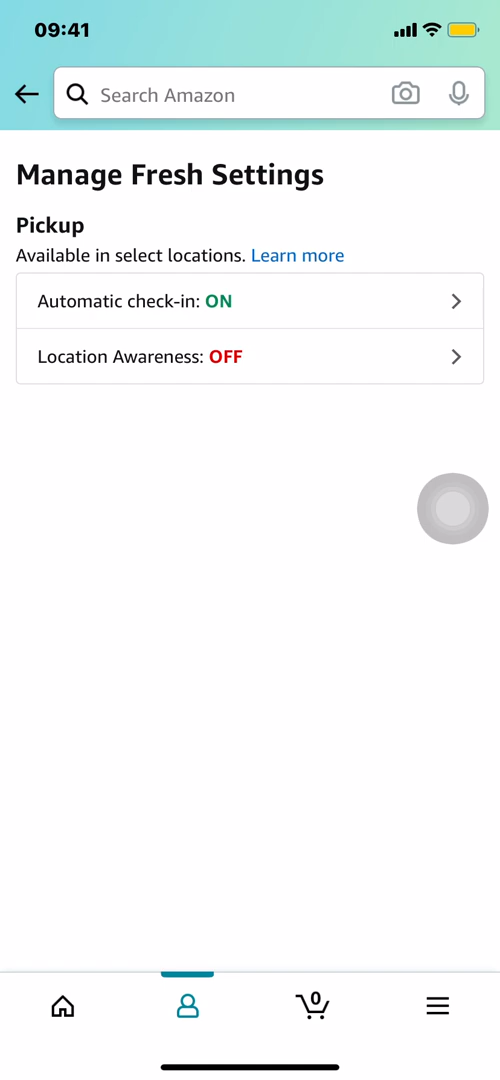 09:41
Search Amazon
Manage Fresh Settings
Pickup
Available in select locations. Learn more
Automatic check-in: ON
Location Awareness: OFF
0